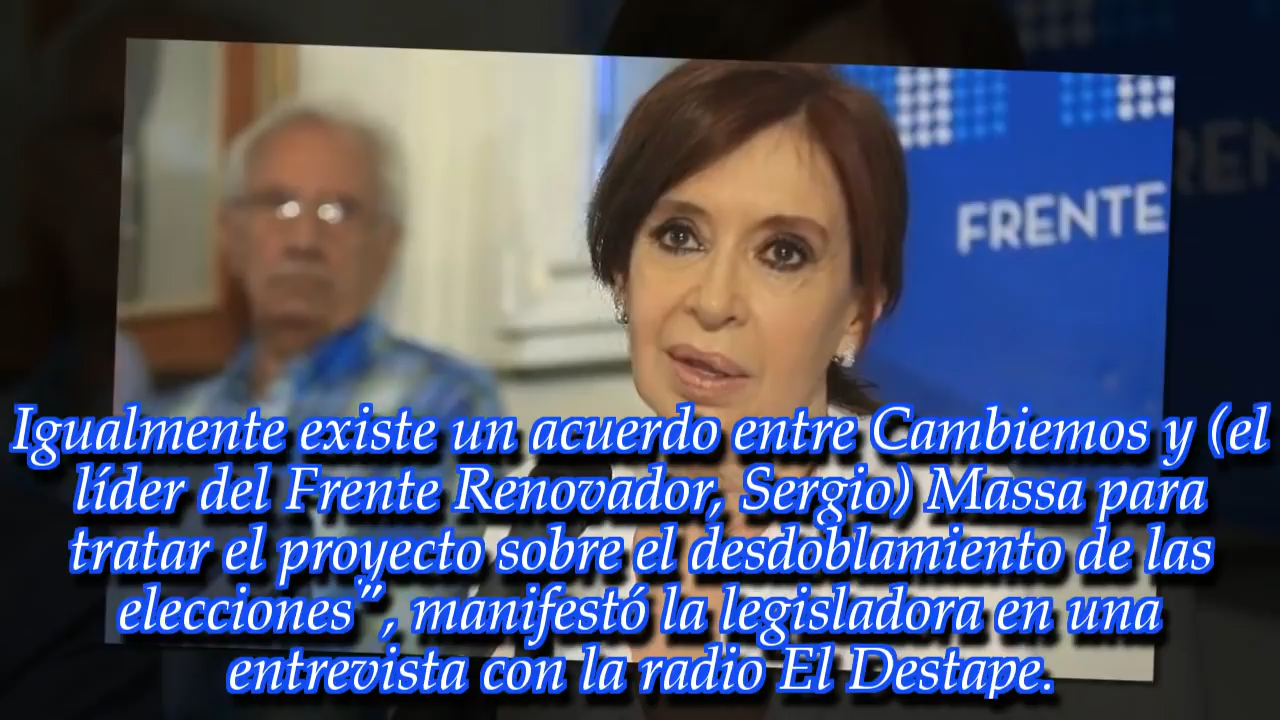 FRENTE
Igualmente existe un acuerdo entre Cambiemos y (el
líder del Frente Renovador, Sergio) Massa para
tratar el proyecto sobre el desdoblamiento de las
elecciones”, manifestó la legisladora en una
entrevista con la radio El Destape.